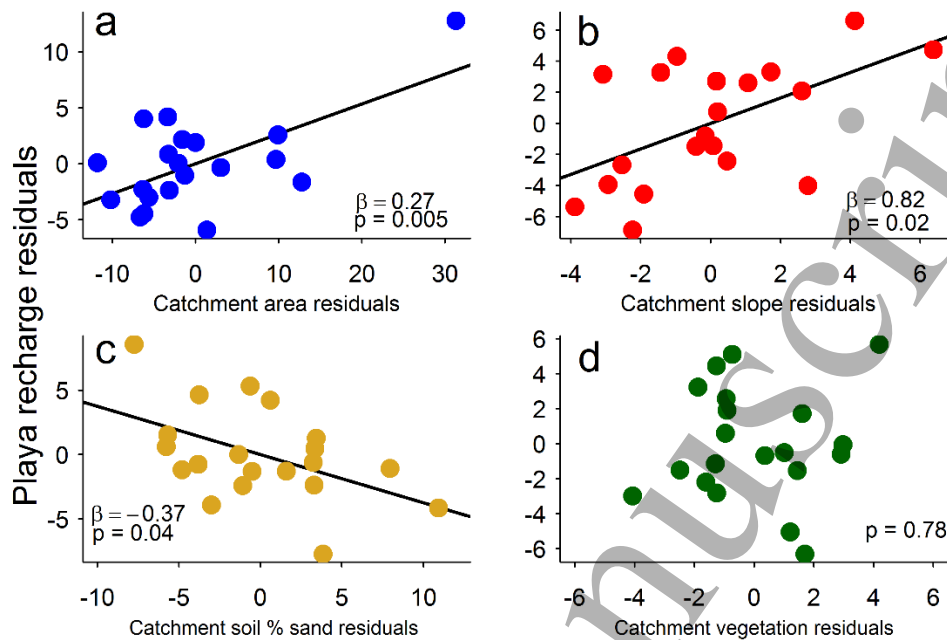 Playa recharge residuals
a
10
5
0
-5
β = 0.27
p = 0.005
-10 0 10 20 30
Catchment area residuals
b
6
4
2
0
-2
-4
-6
β = 0.82
p = 0.02
-4 -2 0 2 4 6
Catchment slope residuals
c
5
0
-5
β = −0.37
p = 0.04
-10 -5 0 5 10
Catchment soil % sand residuals
d
6
4
2
0
-2
-4
-6
p = 0.78
-4 -2 0 2 4 6
Catchment vegetation residuals
nuscri